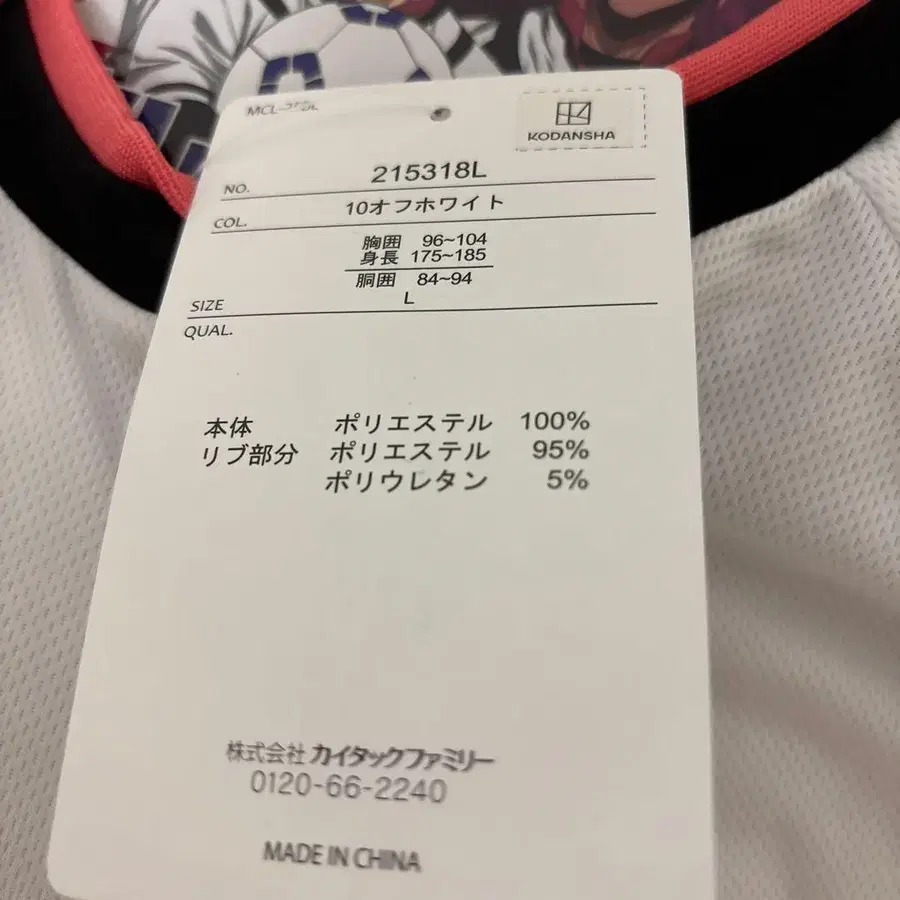 KODANSHA
NO. 215318L
COL. 10オフホワイト
胸囲 96~104
身長 175~185
胴囲 84~94
SIZE L
QUAL.
本体 ポリエステル 100%
リブ部分 ポリエステル 95%
ポリウレタン 5%
株式会社 カイタックファミリー
0120-66-2240
MADE IN CHINA